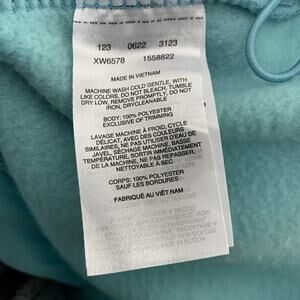 123 0622 3123
XW6578 1558822
MADE IN VIETNAM
MACHINE WASH COLD GENTLE, WITH
LIKE COLORS, DO NOT BLEACH, TUMBLE
DRY LOW, REMOVE PROMPTLY, DO NOT
IRON, DRYCLEANABLE
BODY: 100% POLYESTER
EXCLUSIVE OF TRIMMING
LAVAGE MACHINE À FROID, CYCLE
DÉLICAT, AVEC DES COULEURS
SIMILAIRES, NE PAS UTILISER D'EAU DE
JAVEL, SÉCHAGE MACHINE, BASSE
TEMPÉRATURE, SORTIR IMMÉDIATEMENT
DE LA MACHINE, NE PAS REPASSER
NETTOYABLE À SEC
CORPS: 100% POLYESTER
SAUF LES BORDURES
FABRIQUÉ AU VIÊT NAM